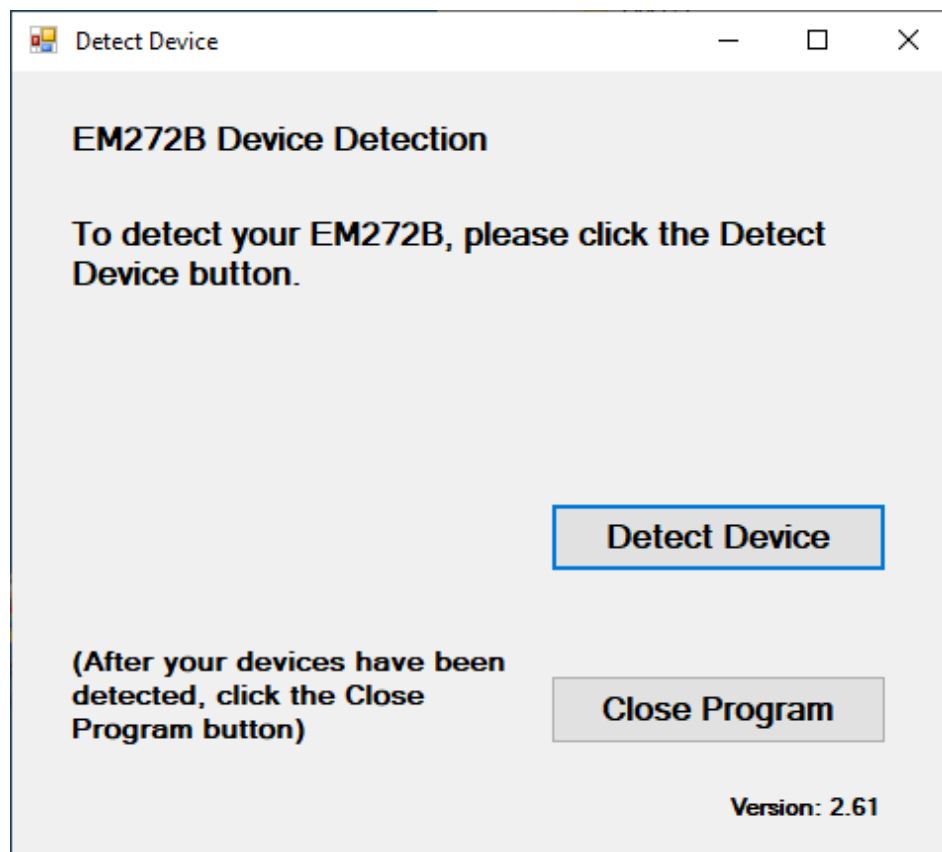 Detect Device
EM272B Device Detection
To detect your EM272B, please click the Detect
Device button.
Detect Device
(After your devices have been
detected, click the Close
Program button)
Close Program
Version: 2.61